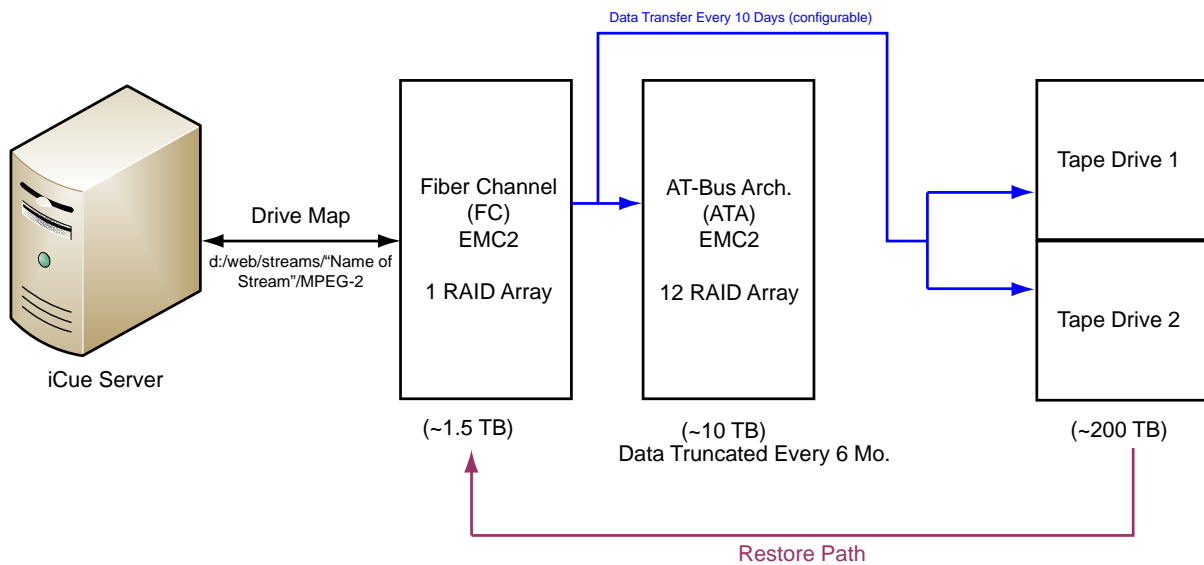 Data Transfer Every 10 Days (configurable)
Drive Map
d:/web/streams/“Name of
Stream”/MPEG-2
iCue Server
Fiber Channel
(FC)
EMC2
1 RAID Array
(~1.5 TB)
AT-Bus Arch.
(ATA)
EMC2
12 RAID Array
(~10 TB)
Data Truncated Every 6 Mo.
Tape Drive 1
Tape Drive 2
(~200 TB)
Restore Path